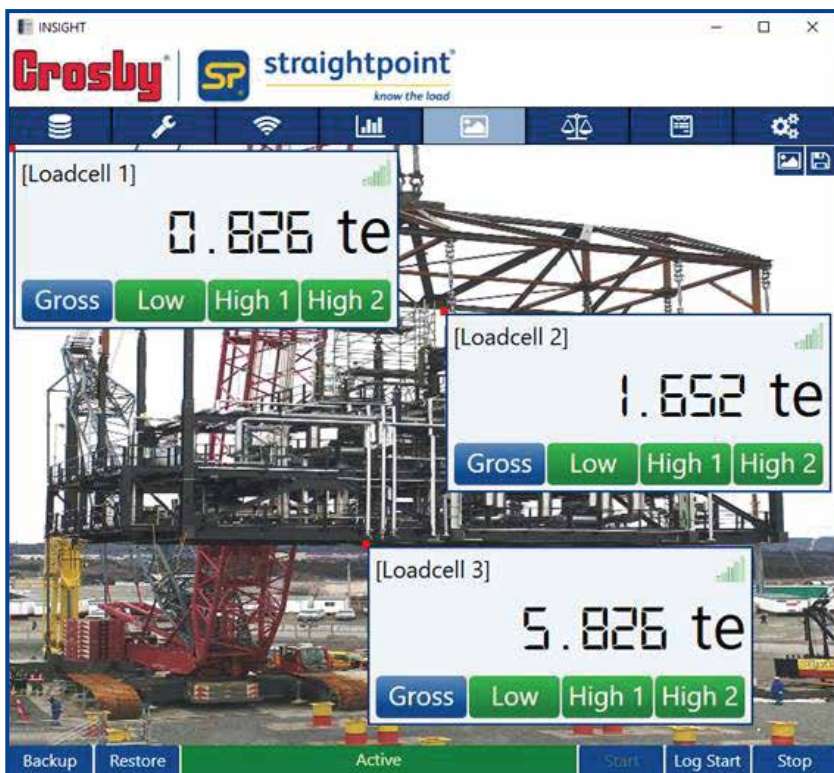 INSIGHT
Crosby SP straightpoint
know the load
[Loadcell 1]
0.826 te
Gross Low High 1 High 2
[Loadcell 2]
1.652 te
Gross Low High 1 High 2
[Loadcell 3]
5.826 te
Gross Low High 1 High 2
Backup Restore Active Start Log Start Stop